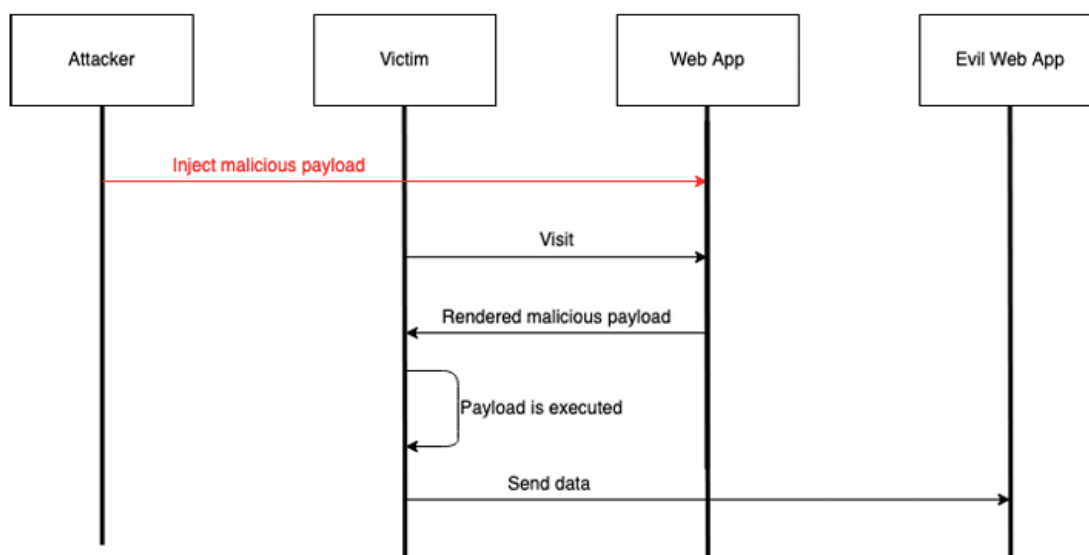 Attacker
Victim
Web App
Evil Web App
Inject malicious payload
Visit
Rendered malicious payload
Payload is executed
Send data